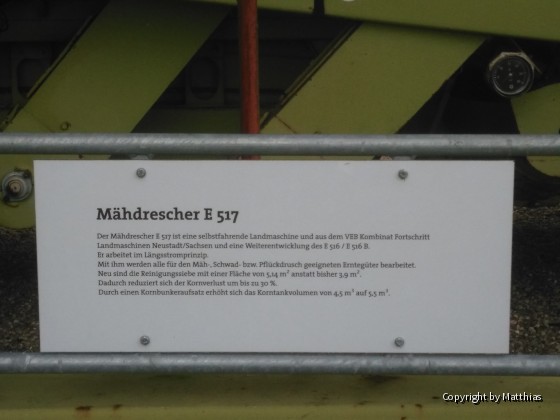 Mähdrescher E 517
Der Mähdrescher E 517 ist eine selbstfahrende Landmaschine und aus dem VEB Kombinat Fortschritt
Landmaschinen Neustadt/Sachsen und eine Weiterentwicklung des E 516 / E 516 B.
Er arbeitet im Längsstromprinzip.
Mit ihm werden alle für den Mäh-,Schwad- bzw. Pflückdrusch geeigneten Erntegüter bearbeitet.
Neu sind die Reinigungssiebe mit einer Fläche von 5,14 m² anstatt bisher 3,9 m².
Dadurch reduziert sich der Kornverlust um bis zu 30 %.
Durch einen Kornbunkeraufsatz erhöht sich das Korntankvolumen von 4,5 m³ auf 5,5 m³.
Copyright by Matthias